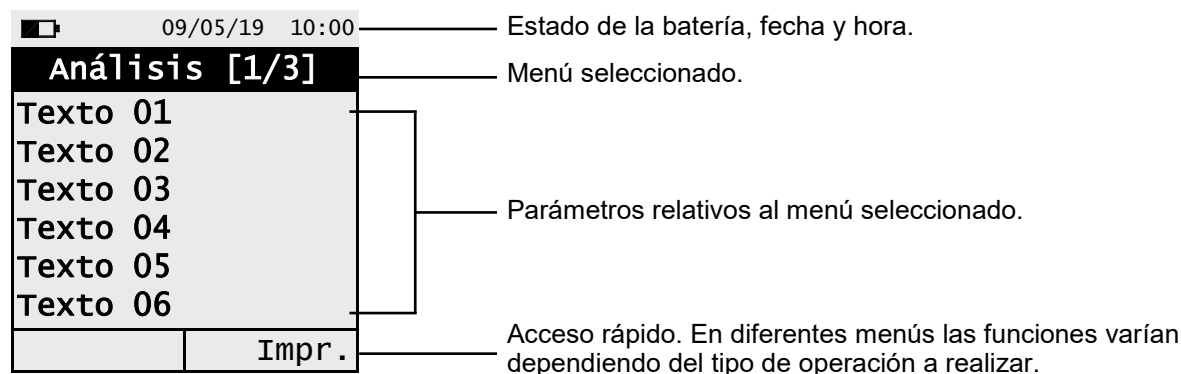 09/05/19 10:00
Estado de la batería, fecha y hora.
Análisis [1/3]
Menú seleccionado.
Texto 01
Texto 02
Texto 03
Texto 04
Texto 05
Texto 06
Parámetros relativos al menú seleccionado.
Impr.
Acceso rápido. En diferentes menús las funciones varían
dependiendo del tipo de operación a realizar.